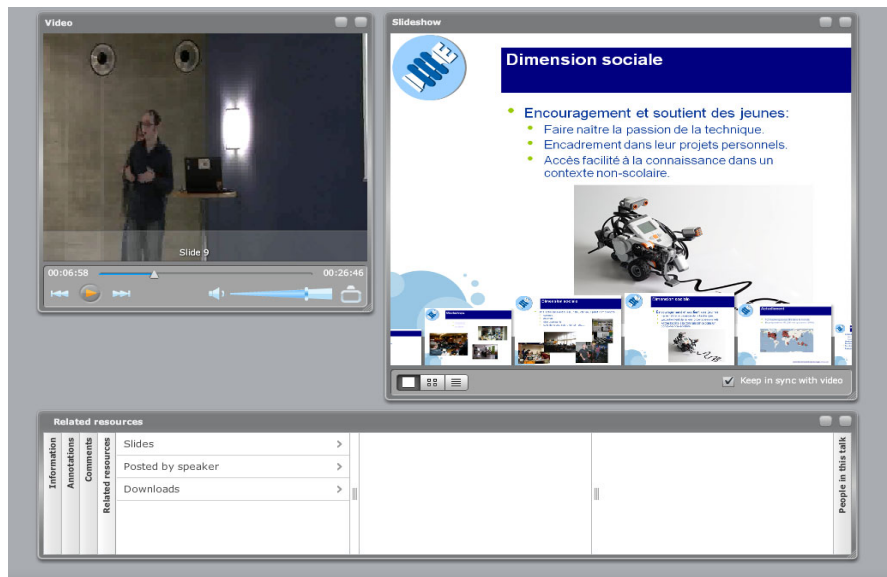 Video
Slide 9
00:06:58
00:26:46
Slideshow
Dimension sociale
Encouragement et soutient des jeunes:
Faire naître la passion de la technique.
Encadrement dans leur projets personnels.
Accès facilité à la connaissance dans un
contexte non-scolaire.
Dimension sociale
Dimension sociale
Keep in sync with video
Related resources
Information
Annotations
Comments
Related resources
Slides
Posted by speaker
Downloads
People in this talk